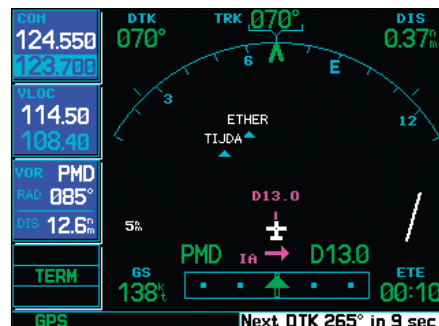 COM
124.550
123.700
VLOC
114.50
108.40
VOR PMD
RAD 085°
DIS 12.6nm
TERM
GPS
DTK
070°
TRK 070°
DIS
0.37nm
3
6
E
12
ETHER
TIJDA
D13.0
5nm
PMD IA D13.0
GS
138kt
ETE
00:10
Next DTK 265° in 9 sec